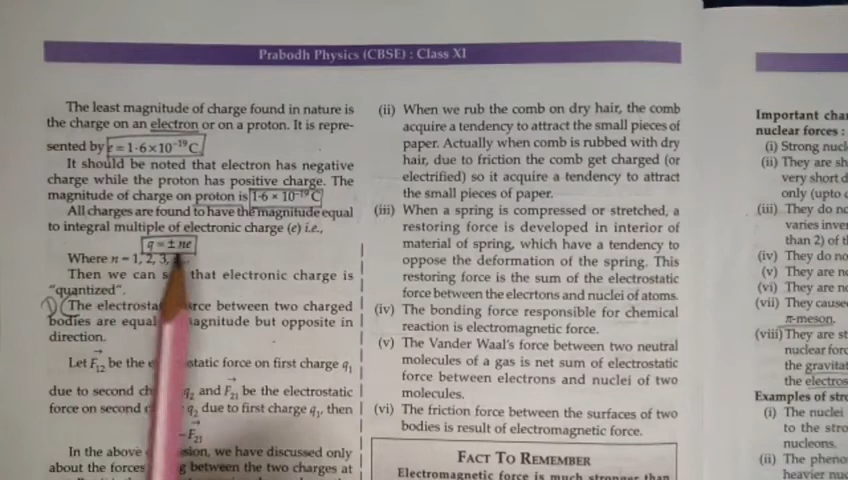 Prabodh Physics (CBSE) : Class XI
The least magnitude of charge found in nature is
the charge on an electron or on a proton. It is repre-
sented by e = 1·6×10⁻¹⁹C
It should be noted that electron has negative
charge while the proton has positive charge. The
magnitude of charge on proton is 1·6 × 10⁻¹⁹ C
All charges are found to have the magnitude equal
to integral multiple of electronic charge (e) i.e.,
q = ± ne
Where n = 1, 2, 3,
Then we can that electronic charge is
"quantized".
① The between two charged
bodies are equal but opposite in
direction.
Let F₁₂ be the static force on first charge q₁
due to second q₂ and F₂₁ be the electrostatic
force on second q₂ due to first charge q₁, then
–F₂₁
In the above we have discussed only
about the forces between the two charges at
(ii) When we rub the comb on dry hair, the comb
acquire a tendency to attract the small pieces of
paper. Actually when comb is rubbed with dry
hair, due to friction the comb get charged (or
electrified) so it acquire a tendency to attract
the small pieces of paper.
(iii) When a spring is compressed or stretched, a
restoring force is developed in interior of
material of spring, which have a tendency to
oppose the deformation of the spring. This
restoring force is the sum of the electrostatic
force between the elecrtons and nuclei of atoms.
(iv) The bonding force responsible for chemical
reaction is electromagnetic force.
(v) The Vander Waal's force between two neutral
molecules of a gas is net sum of electrostatic
force between electrons and nuclei of two
molecules.
(vi) The friction force between the surfaces of two
bodies is result of electromagnetic force.
FACT TO REMEMBER
Electromagnetic force is much stronger than
Important
nuclear forces :
(i) Strong
(ii) They are
very short
only (upto
(iii) They do
varies
than 2) of
(iv) They do
(v) They are
(vi) They are
(vii) They
π-meson.
(viii) They are
nuclear
the
the
Examples of
(i) The nuclei
to the
nucleons.
(ii) The
heavier